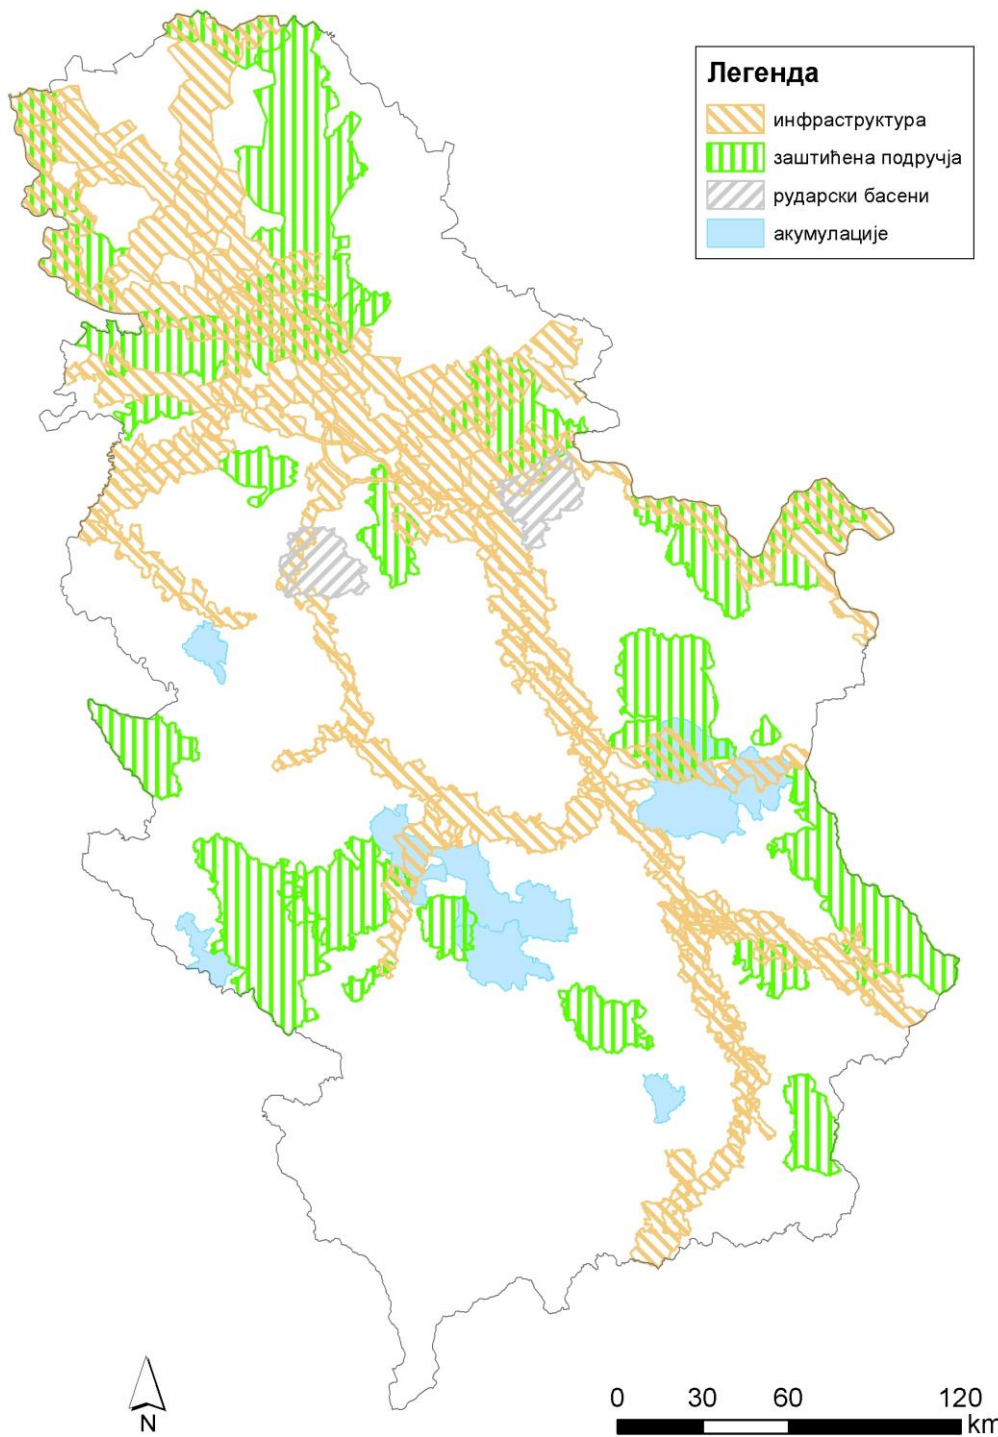 Легенда
инфраструктура
заштићена подручја
рударски басени
акумулације
N
0 30 60 120
km